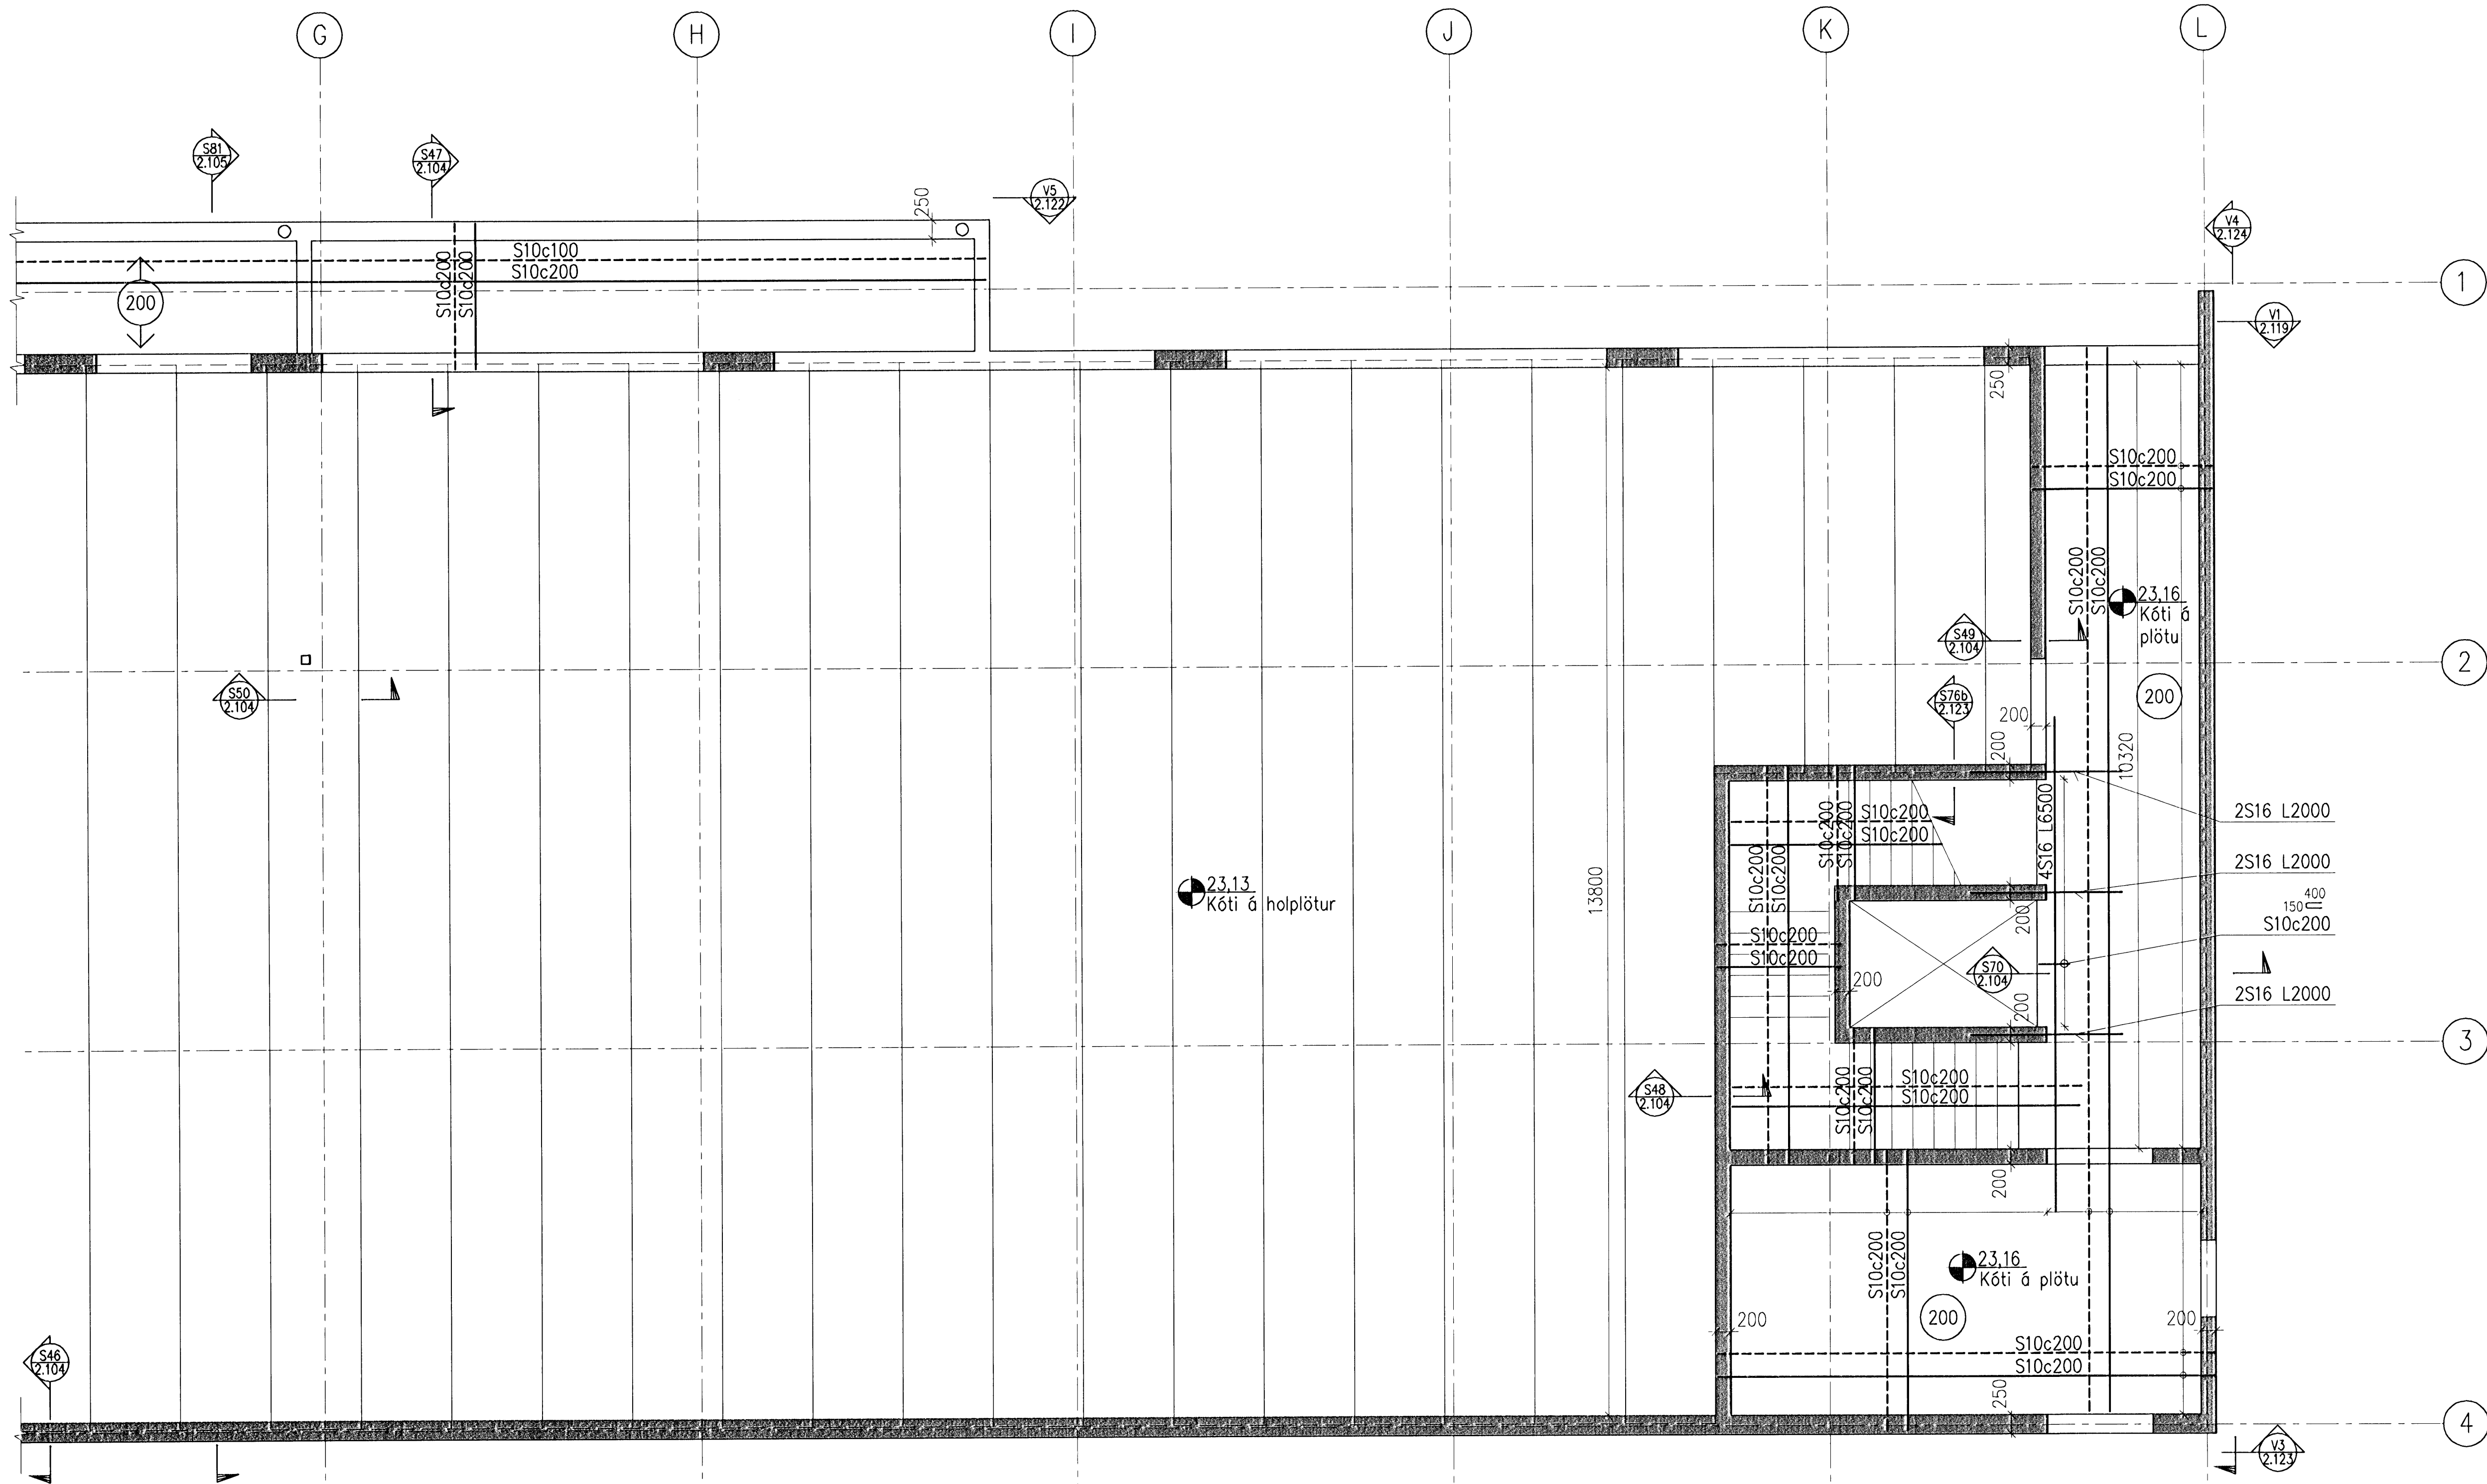 G
H
I
J
K
L
S81
2.105
S47
2.104
V5
2.122
V4
2.124
250
S10c100
S10c200
S10c200
S10c200
200
1
V1
2.119
250
S10c200
S10c200
S10c200
S10c200
23,16
Kóti á
plötu
S49
2.104
2
S50
2.104
S76b
2.123
200
200
200
10320
2S16 L2000
4S16 L6500
S10c200
S10c200
S10c200
S10c200
S10c200
S10c200
2S16 L2000
23,13
Kóti á holplötur
13800
400
150
S10c200
200
S10c200
S10c200
S70
2.104
200
200
2S16 L2000
3
S48
2.104
S10c200
S10c200
S10c200
S10c200
200
S10c200
S10c200
23,16
Kóti á plötu
200
200
200
S10c200
S10c200
S46
2.104
250
4
V3
2.123